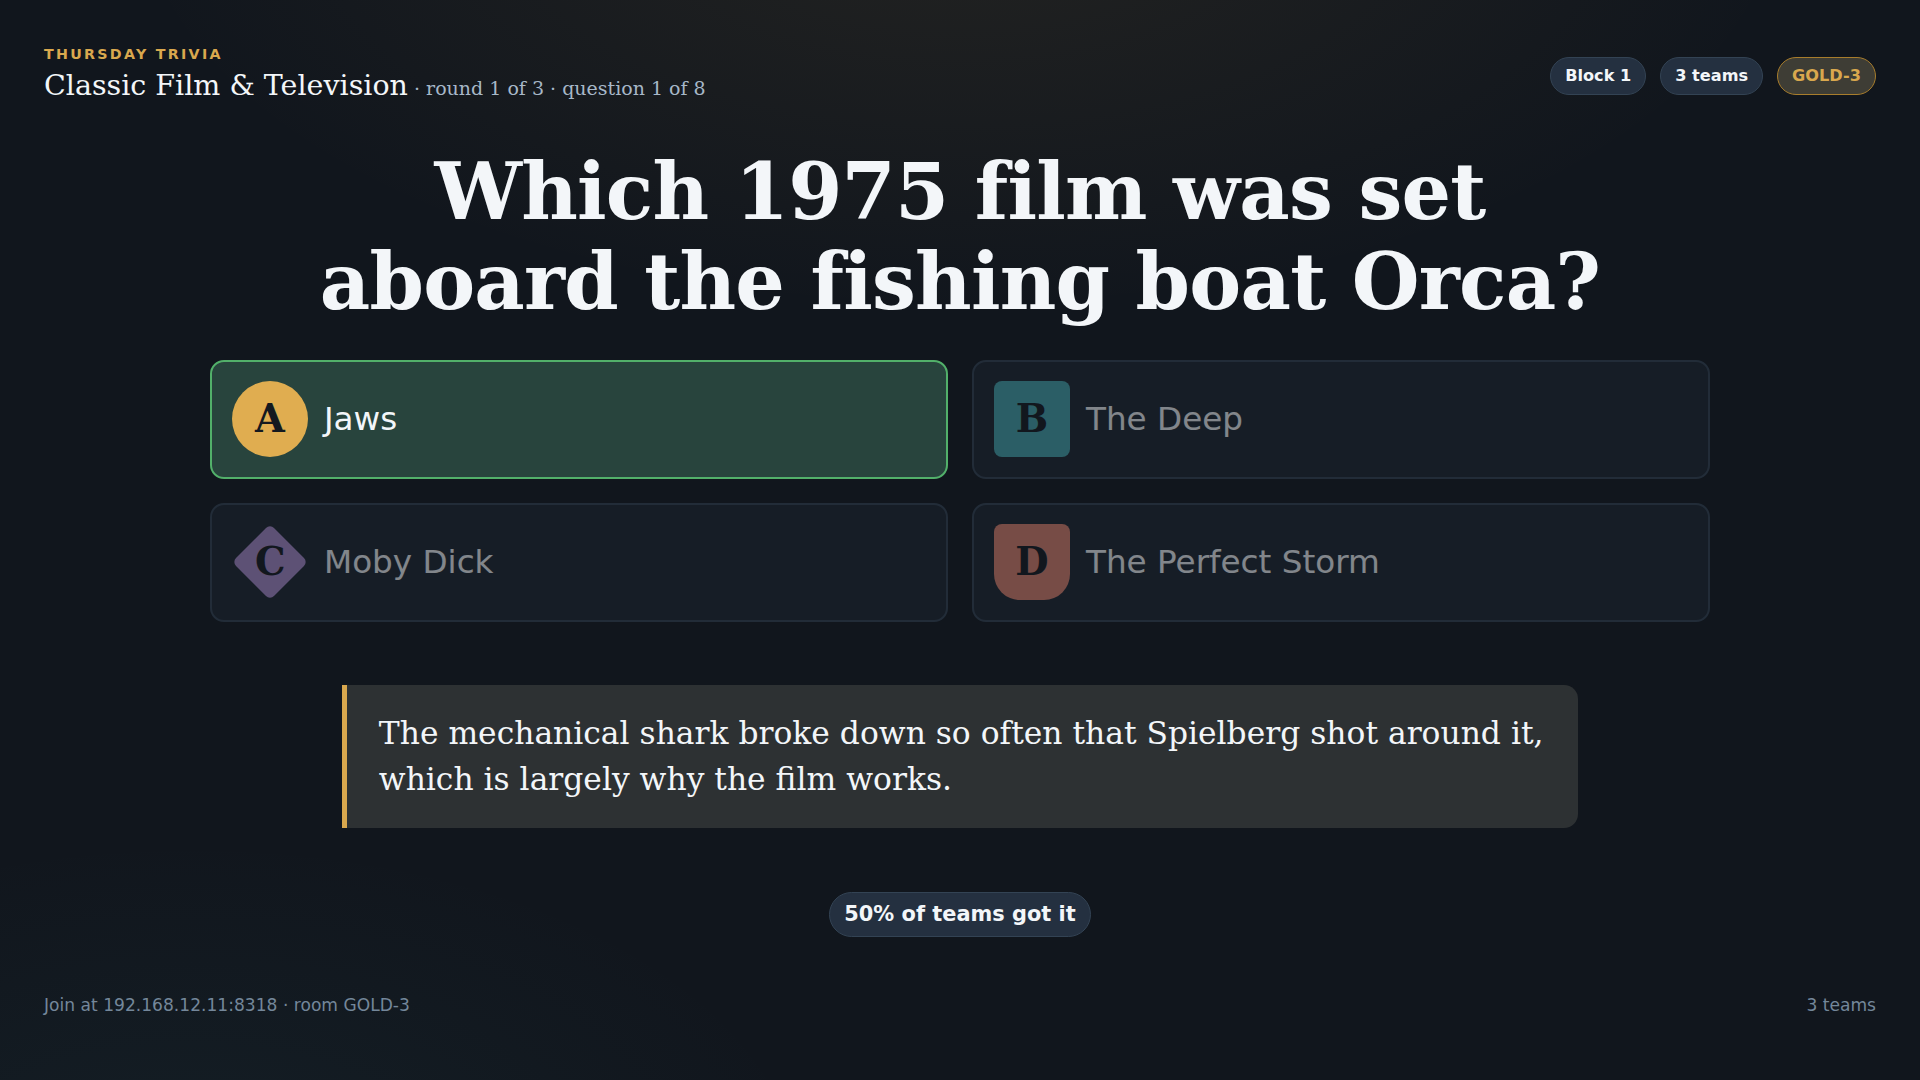 THURSDAY TRIVIA
Classic Film & Television · round 1 of 3 · question 1 of 8
Block 1
3 teams
GOLD-3
Which 1975 film was set
aboard the fishing boat Orca?
A Jaws
B The Deep
C Moby Dick
D The Perfect Storm
The mechanical shark broke down so often that Spielberg shot around it,
which is largely why the film works.
50% of teams got it
Join at 192.168.12.11:8318 · room GOLD-3
3 teams